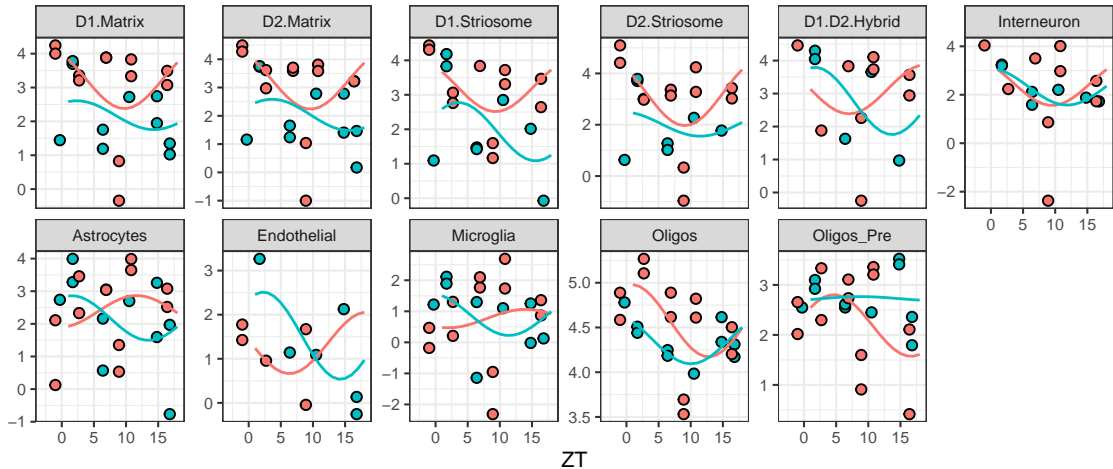 D1.Matrix D2.Matrix D1.Striosome D2.Striosome D1.D2.Hybrid Interneuron
4 3 2 1 0
4 3 2 1 0 −1
4 3 2 1 0
4 2 0
4 3 2 1 0
4 2 0 −2
0 5 10 15
Astrocytes Endothelial Microglia Oligos Oligos_Pre
4 3 2 1 0 −1
3 2 1 0
2 1 0 −1 −2
5.0 4.5 4.0 3.5
3 2 1
0 5 10 15 0 5 10 15 0 5 10 15 0 5 10 15 0 5 10 15
ZT